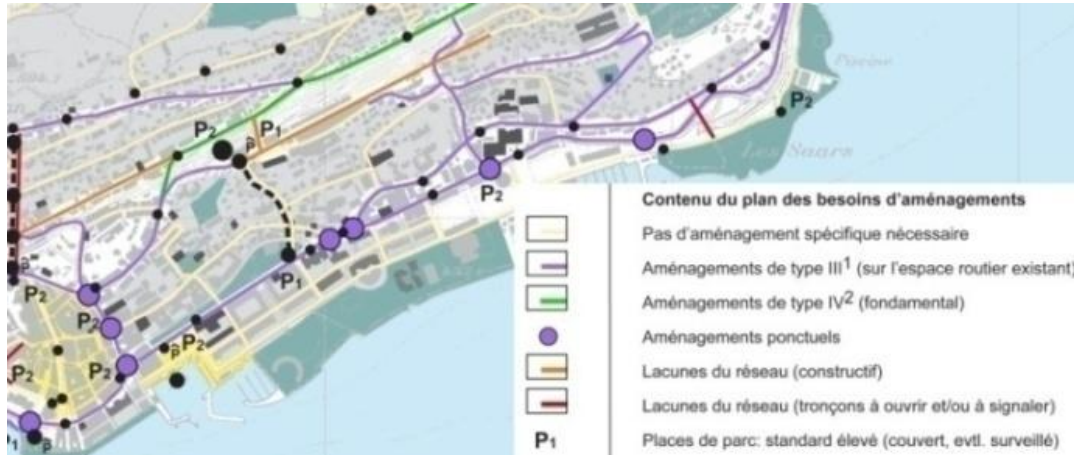 Piscine
P2
P2
P1
Les Saars
P2
P1
P2
P2
P2
P2
P2
P1
Contenu du plan des besoins d'aménagements
Pas d'aménagement spécifique nécessaire
Aménagements de type III¹ (sur l'espace routier existant)
Aménagements de type IV² (fondamental)
Aménagements ponctuels
Lacunes du réseau (constructif)
Lacunes du réseau (tronçons à ouvrir et/ou à signaler)
P1 Places de parc: standard élevé (couvert, evtl. surveillé)